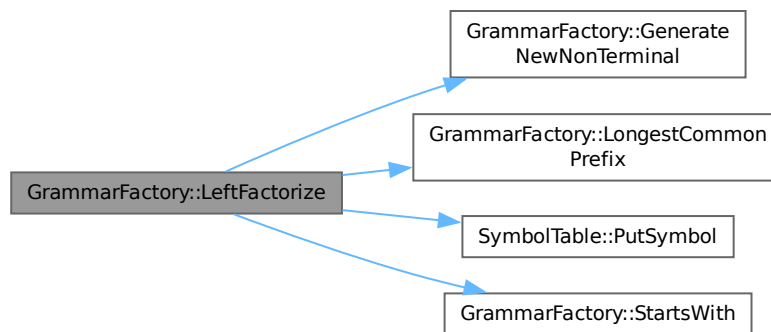 GrammarFactory::Generate
NewNonTerminal
GrammarFactory::LongestCommon
Prefix
GrammarFactory::LeftFactorize
SymbolTable::PutSymbol
GrammarFactory::StartsWith